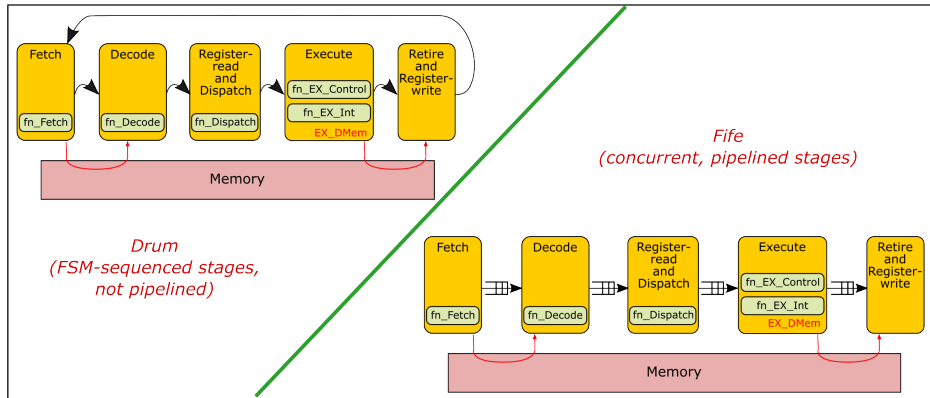 Fetch
fn_Fetch
Decode
fn_Decode
Register-
read
and
Dispatch
fn_Dispatch
Execute
fn_EX_Control
fn_EX_Int
EX_DMem
Retire
and
Register-
write
Memory
Drum
(FSM-sequenced stages,
not pipelined)
Fife
(concurrent, pipelined stages)
Fetch
fn_Fetch
Decode
fn_Decode
Register-
read
and
Dispatch
fn_Dispatch
Execute
fn_EX_Control
fn_EX_Int
EX_DMem
Retire
and
Register-
write
Memory